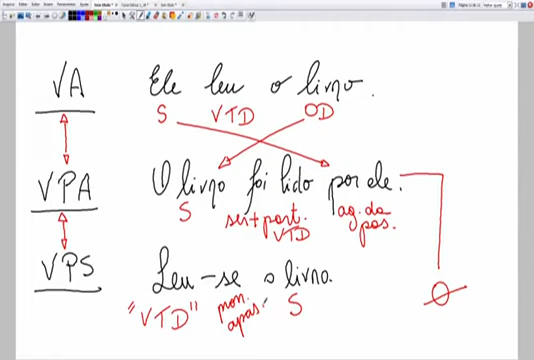 VA Ele leu o livro.
S VTD OD
VPA O livro foi lido por ele.
S ser+part. ag. da
VTD pas.
VPS Leu-se o livro.
"VTD" pron. S
apas.